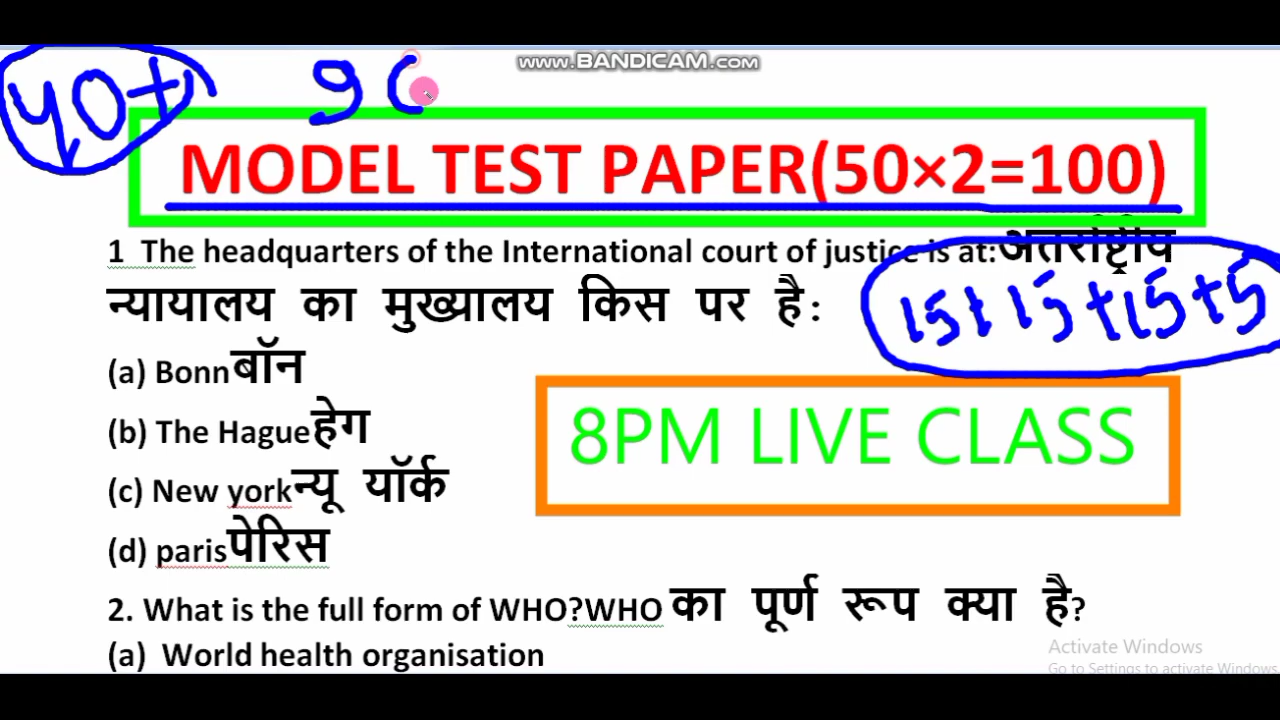 www.BANDICAM.com
40+
MODEL TEST PAPER(50×2=100)
1 The headquarters of the International court of justice is at:अंतर्राष्ट्रीय
न्यायालय का मुख्यालय किस पर है:
15+15+15+5
(a) Bonnबॉन
(b) The Hagueहेग
(c) New yorkन्यू यॉर्क
(d) parisपेरिस
8PM LIVE CLASS
2. What is the full form of WHO?WHO का पूर्ण रूप क्या है?
(a) World health organisation
Activate Windows
Go to Settings to activate Windows